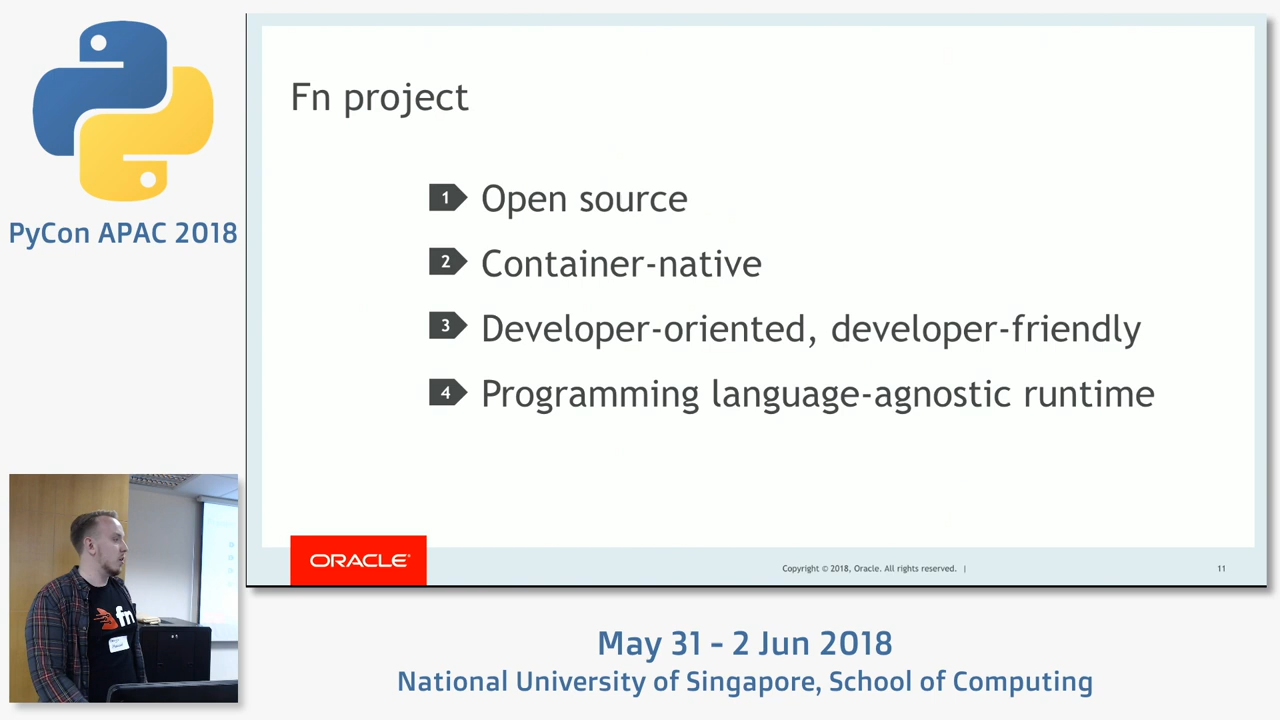 PyCon APAC 2018
Fn project
1 Open source
2 Container-native
3 Developer-oriented, developer-friendly
4 Programming language-agnostic runtime
ORACLE®
Copyright © 2018, Oracle. All rights reserved. |
11
fn
May 31 - 2 Jun 2018
National University of Singapore, School of Computing